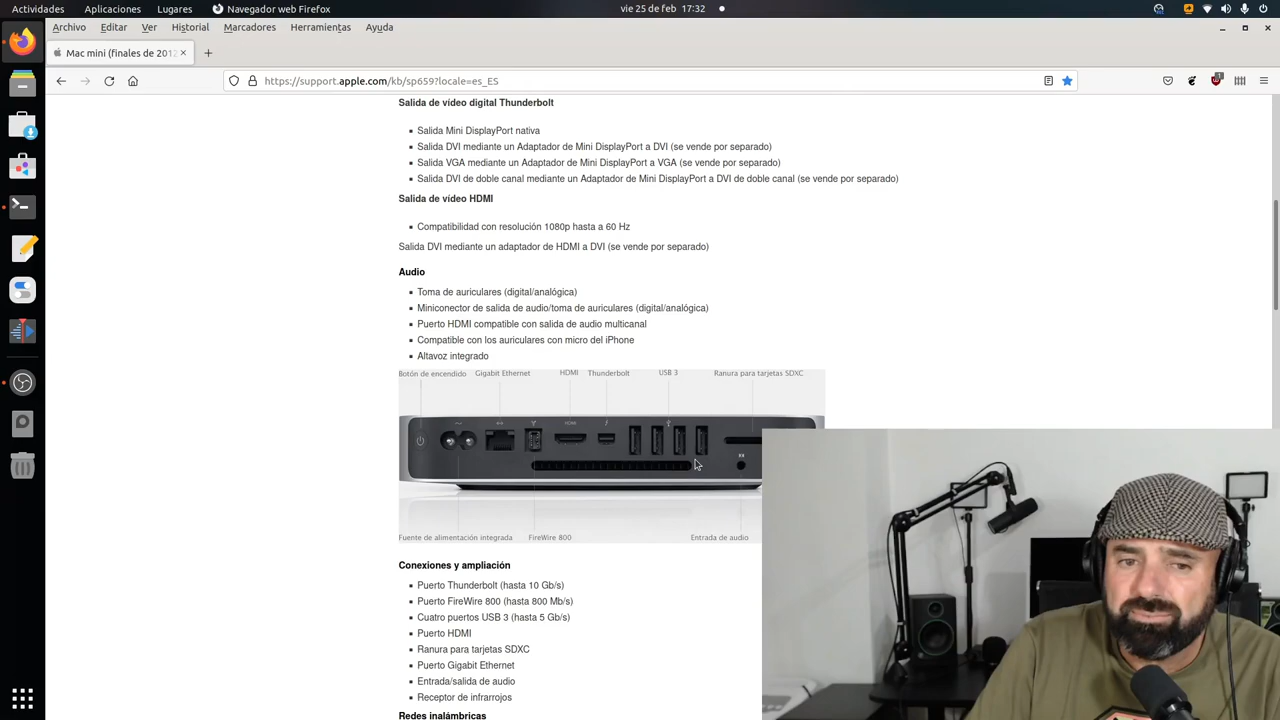 Actividades Aplicaciones Lugares Navegador web Firefox vie 25 de feb 17:32
Archivo Editar Ver Historial Marcadores Herramientas Ayuda
Mac mini (finales de 2012
https://support.apple.com/kb/sp659?locale=es_ES
Salida de vídeo digital Thunderbolt
Salida Mini DisplayPort nativa
Salida DVI mediante un Adaptador de Mini DisplayPort a DVI (se vende por separado)
Salida VGA mediante un Adaptador de Mini DisplayPort a VGA (se vende por separado)
Salida DVI de doble canal mediante un Adaptador de Mini DisplayPort a DVI de doble canal (se vende por separado)
Salida de vídeo HDMI
Compatibilidad con resolución 1080p hasta a 60 Hz
Salida DVI mediante un adaptador de HDMI a DVI (se vende por separado)
Audio
Toma de auriculares (digital/analógica)
Miniconector de salida de audio/toma de auriculares (digital/analógica)
Puerto HDMI compatible con salida de audio multicanal
Compatible con los auriculares con micro del iPhone
Altavoz integrado
Botón de encendido Gigabit Ethernet HDMI Thunderbolt USB 3 Ranura para tarjetas SDXC
HDMI
Fuente de alimentación integrada FireWire 800 Entrada de audio
Conexiones y ampliación
Puerto Thunderbolt (hasta 10 Gb/s)
Puerto FireWire 800 (hasta 800 Mb/s)
Cuatro puertos USB 3 (hasta 5 Gb/s)
Puerto HDMI
Ranura para tarjetas SDXC
Puerto Gigabit Ethernet
Entrada/salida de audio
Receptor de infrarrojos
Redes inalámbricas